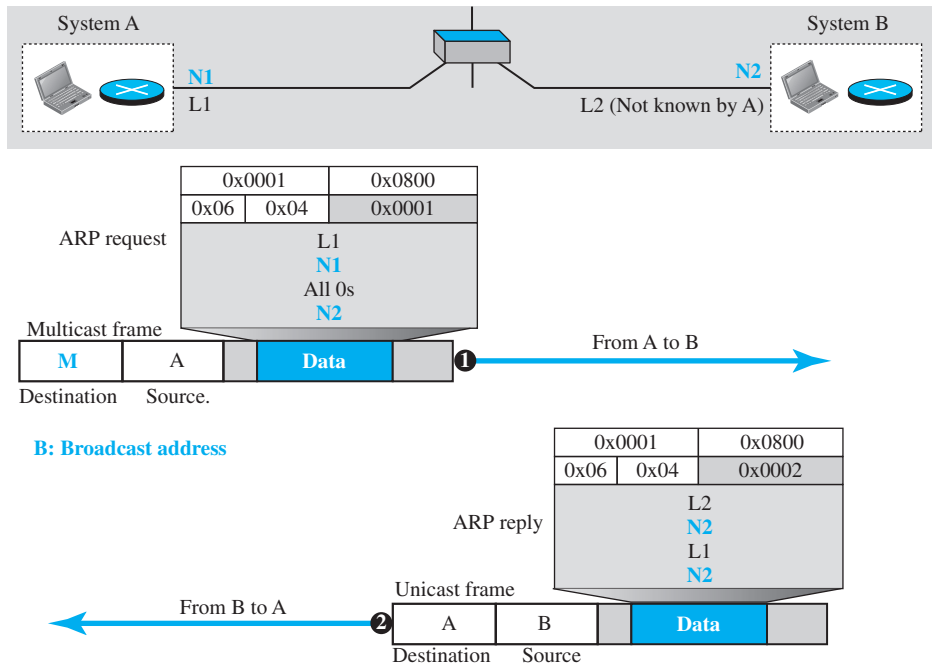 System A
System B
N1
N2
L1
L2 (Not known by A)
0x0001 0x0800
0x06 0x04 0x0001
ARP request
L1
N1
All 0s
N2
Multicast frame
M A Data 1
From A to B
Destination Source.
B: Broadcast address
0x0001 0x0800
0x06 0x04 0x0002
ARP reply
L2
N2
L1
N2
Unicast frame
From B to A
2 A B Data
Destination Source